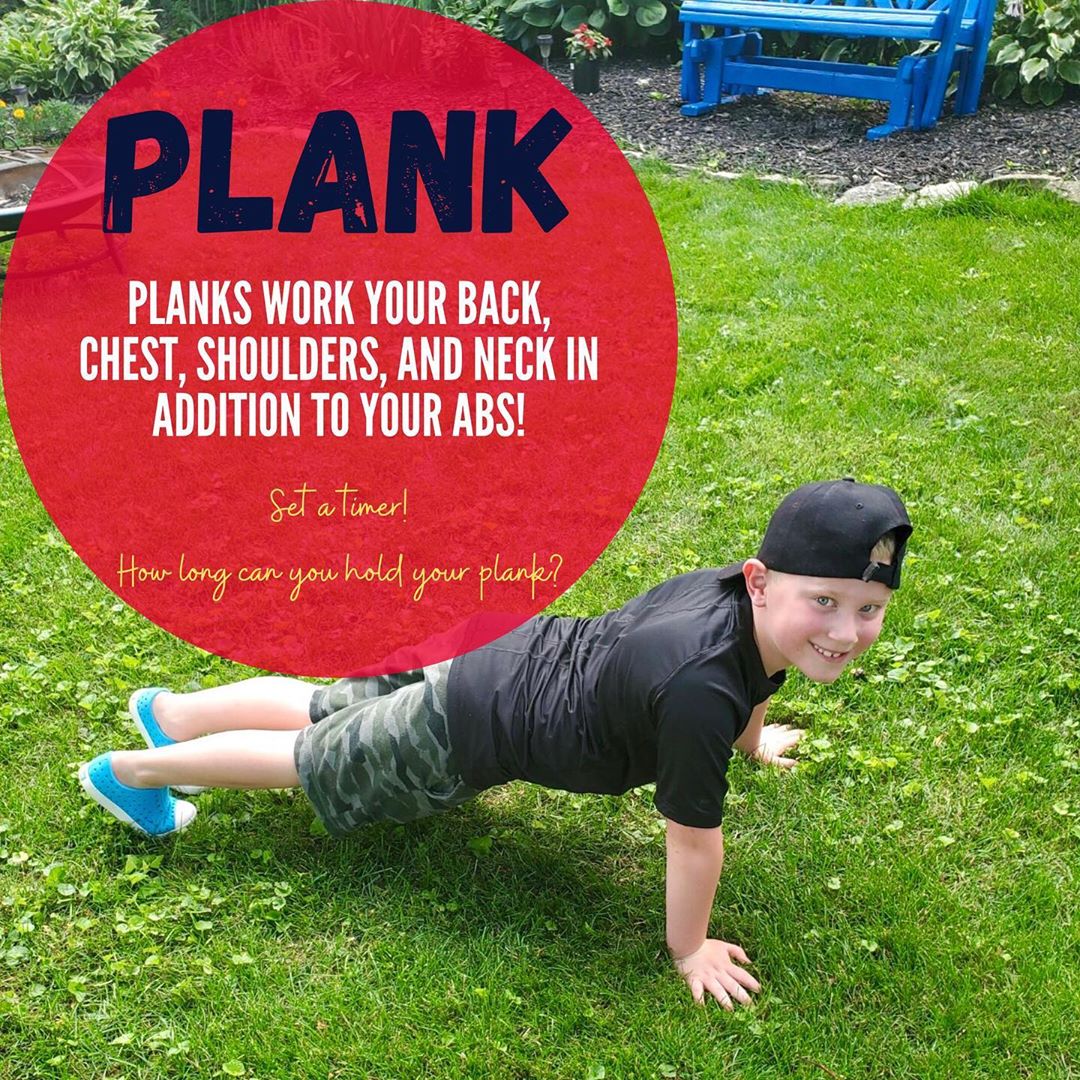 PLANK
PLANKS WORK YOUR BACK,
CHEST, SHOULDERS, AND NECK IN
ADDITION TO YOUR ABS!
Set a timer!
How long can you hold your plank?